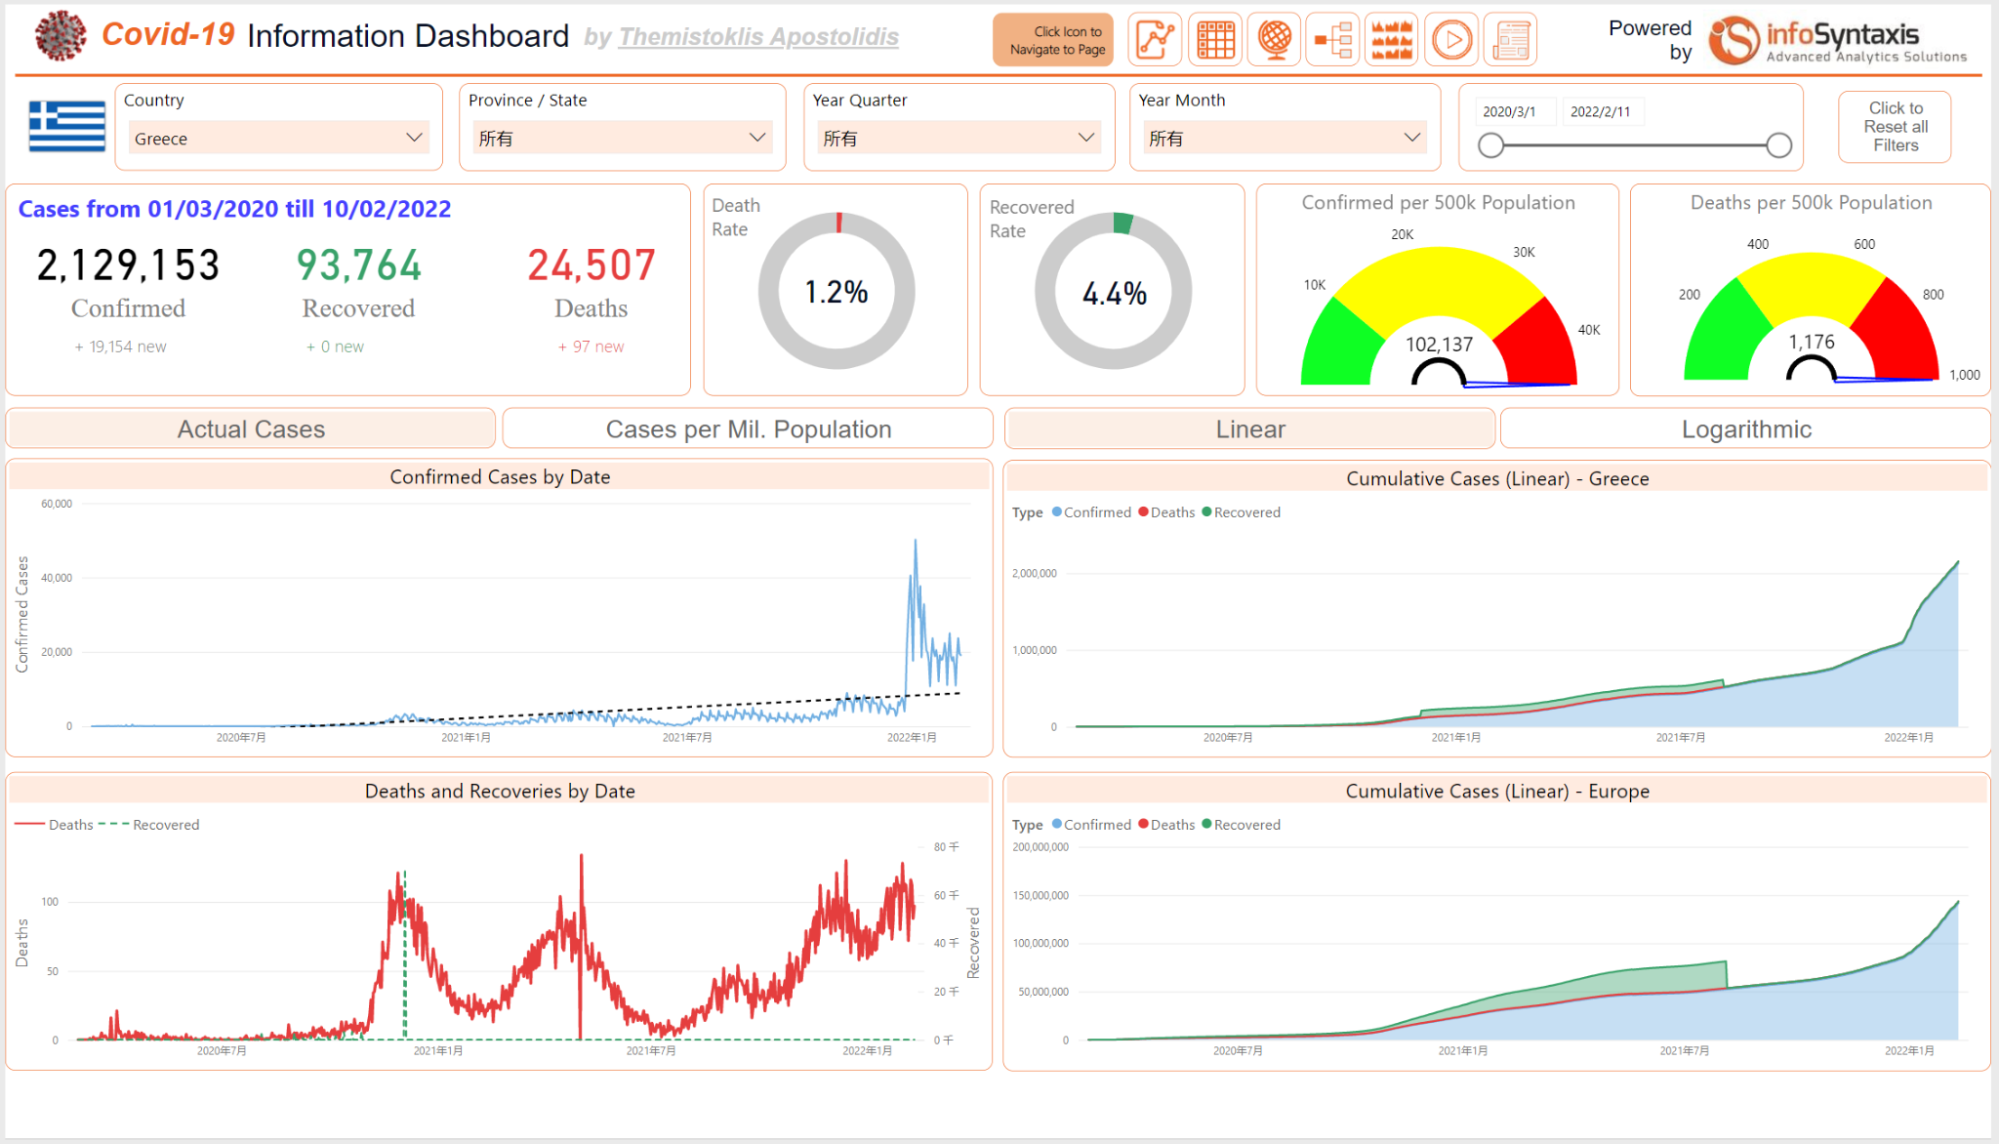 Covid-19 Information Dashboard by Themistoklis Apostolidis
Click Icon to
Navigate to Page
Powered
by
infoSyntaxis
Advanced Analytics Solutions
Country
Greece
Province / State
所有
Year Quarter
所有
Year Month
所有
2020/3/1
2022/2/11
Click to
Reset all
Filters
Cases from 01/03/2020 till 10/02/2022
2,129,153
Confirmed
+ 19,154 new
93,764
Recovered
+ 0 new
24,507
Deaths
+ 97 new
Death
Rate
1.2%
Recovered
Rate
4.4%
Confirmed per 500k Population
10K
20K
30K
40K
102,137
Deaths per 500k Population
200
400
600
800
1,000
1,176
Actual Cases
Cases per Mil. Population
Linear
Logarithmic
Confirmed Cases by Date
Confirmed Cases
60,000
40,000
20,000
0
2020年7月
2021年1月
2021年7月
2022年1月
Cumulative Cases (Linear) - Greece
Type Confirmed Deaths Recovered
2,000,000
1,000,000
0
2020年7月
2021年1月
2021年7月
2022年1月
Deaths and Recoveries by Date
Deaths Recovered
Deaths
100
50
0
80 千
60 千
40 千
20 千
0 千
Recovered
2020年7月
2021年1月
2021年7月
2022年1月
Cumulative Cases (Linear) - Europe
Type Confirmed Deaths Recovered
200,000,000
150,000,000
100,000,000
50,000,000
0
2020年7月
2021年1月
2021年7月
2022年1月